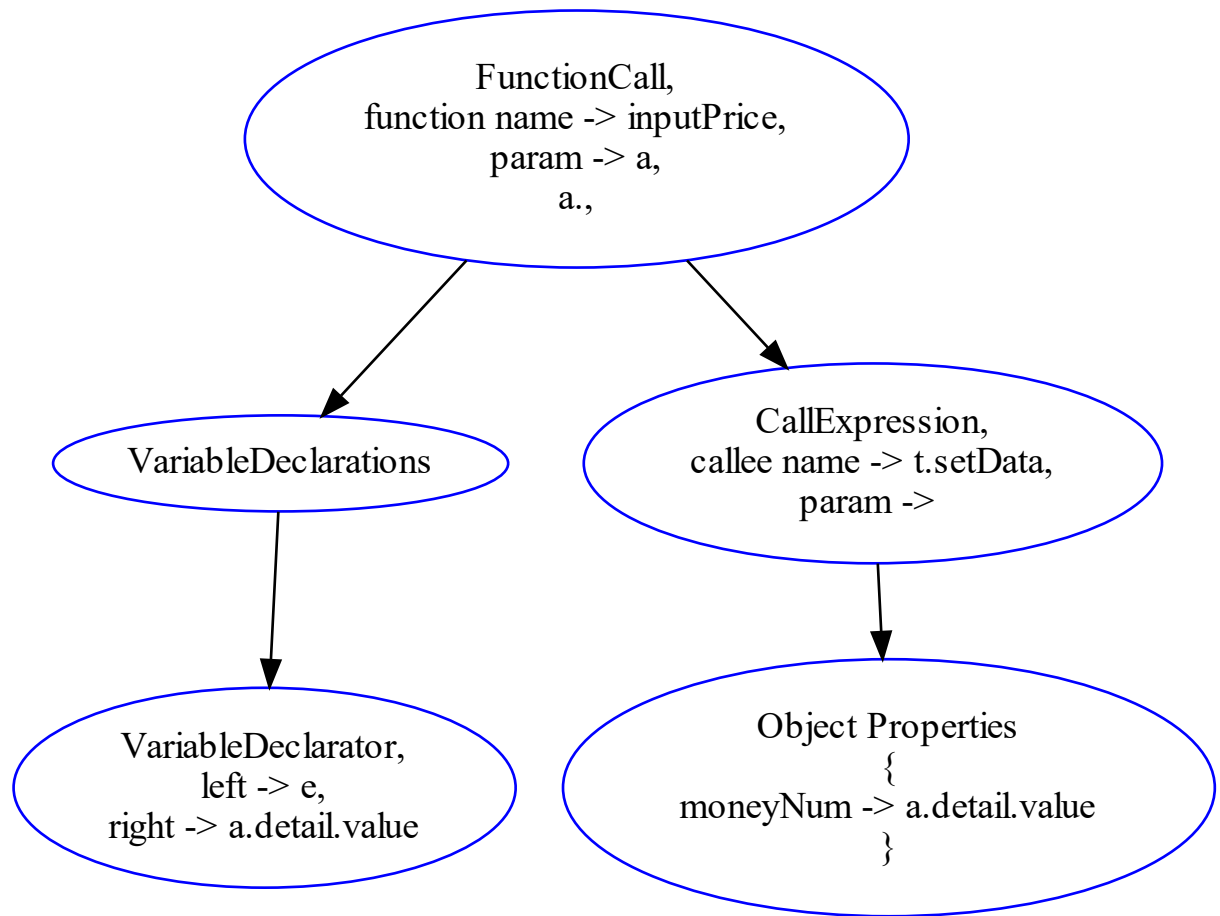 FunctionCall,
function name -> inputPrice,
param -> a,
a.,
VariableDeclarations
CallExpression,
callee name -> t.setData,
param ->
VariableDeclarator,
left -> e,
right -> a.detail.value
Object Properties
{
moneyNum -> a.detail.value
}